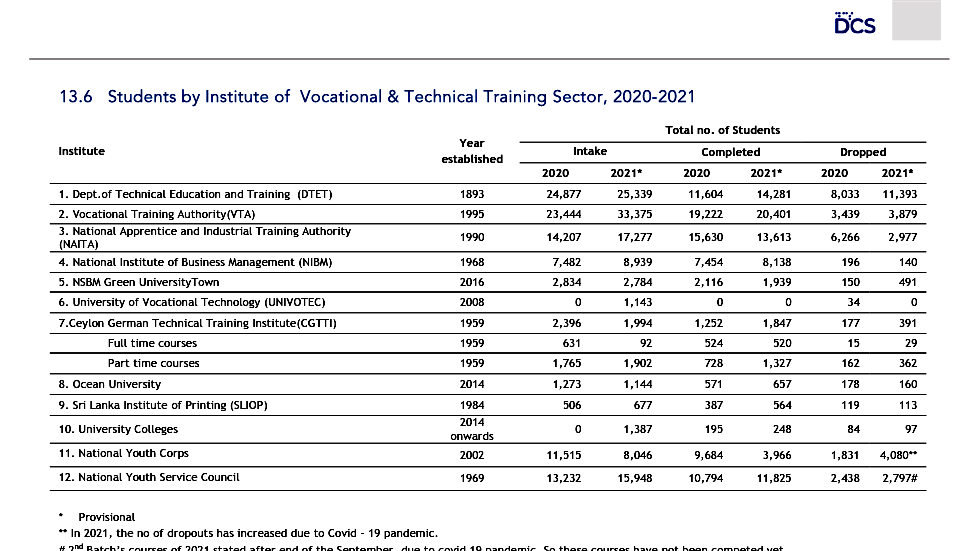 DCS
13.6 Students by Institute of Vocational & Technical Training Sector, 2020-2021
Total no. of Students
Institute Year established Intake Completed Dropped
2020 2021* 2020 2021* 2020 2021*
1. Dept.of Technical Education and Training (DTET) 1893 24,877 25,339 11,604 14,281 8,033 11,393
2. Vocational Training Authority(VTA) 1995 23,444 33,375 19,222 20,401 3,439 3,879
3. National Apprentice and Industrial Training Authority (NAITA) 1990 14,207 17,277 15,630 13,613 6,266 2,977
4. National Institute of Business Management (NIBM) 1968 7,482 8,939 7,454 8,138 196 140
5. NSBM Green UniversityTown 2016 2,834 2,784 2,116 1,939 150 491
6. University of Vocational Technology (UNIVOTEC) 2008 0 1,143 0 0 34 0
7.Ceylon German Technical Training Institute(CGTTI) 1959 2,396 1,994 1,252 1,847 177 391
Full time courses 1959 631 92 524 520 15 29
Part time courses 1959 1,765 1,902 728 1,327 162 362
8. Ocean University 2014 1,273 1,144 571 657 178 160
9. Sri Lanka Institute of Printing (SLIOP) 1984 506 677 387 564 119 113
10. University Colleges 2014 onwards 0 1,387 195 248 84 97
11. National Youth Corps 2002 11,515 8,046 9,684 3,966 1,831 4,080**
12. National Youth Service Council 1969 13,232 15,948 10,794 11,825 2,438 2,797#
* Provisional
** In 2021, the no of dropouts has increased due to Covid - 19 pandemic.
# 2nd Batch's courses of 2021 stated after end of the September, due to covid 19 pandemic. So these courses have not been competed yet